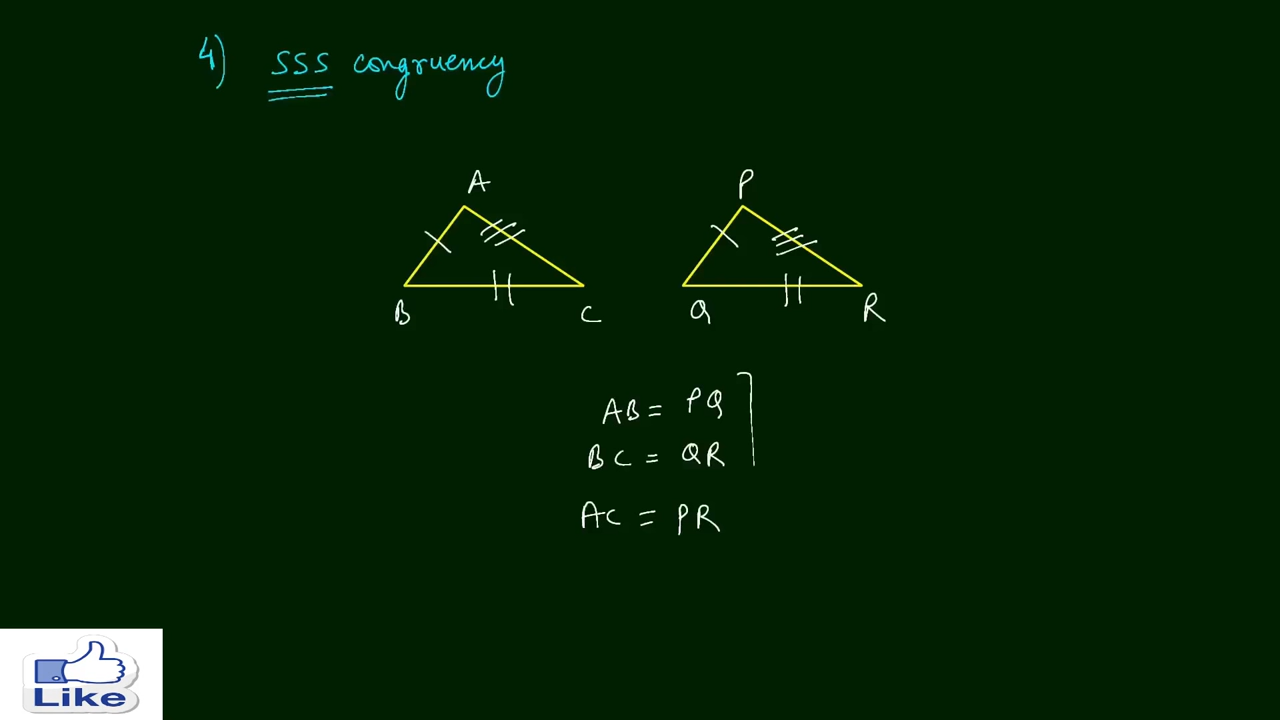 4) SSS congruency
A P
B C Q R
AB = PQ
BC = QR
AC = PR
Like